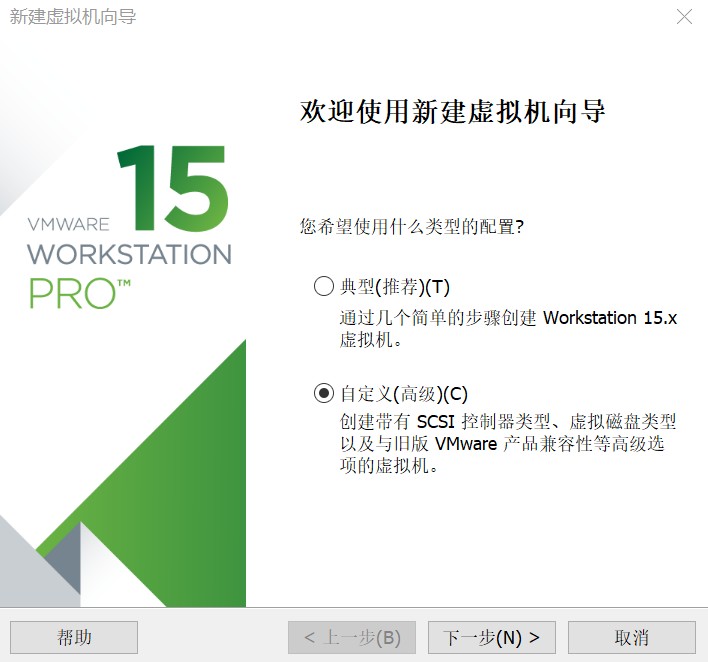 新建虚拟机向导
欢迎使用新建虚拟机向导
15
VMWARE
WORKSTATION
PRO™
您希望使用什么类型的配置?
典型(推荐)(T)
通过几个简单的步骤创建 Workstation 15.x
虚拟机。
自定义(高级)(C)
创建带有 SCSI 控制器类型、虚拟磁盘类型
以及与旧版 VMware 产品兼容性等高级选
项的虚拟机。
帮助
< 上一步(B)
下一步(N) >
取消